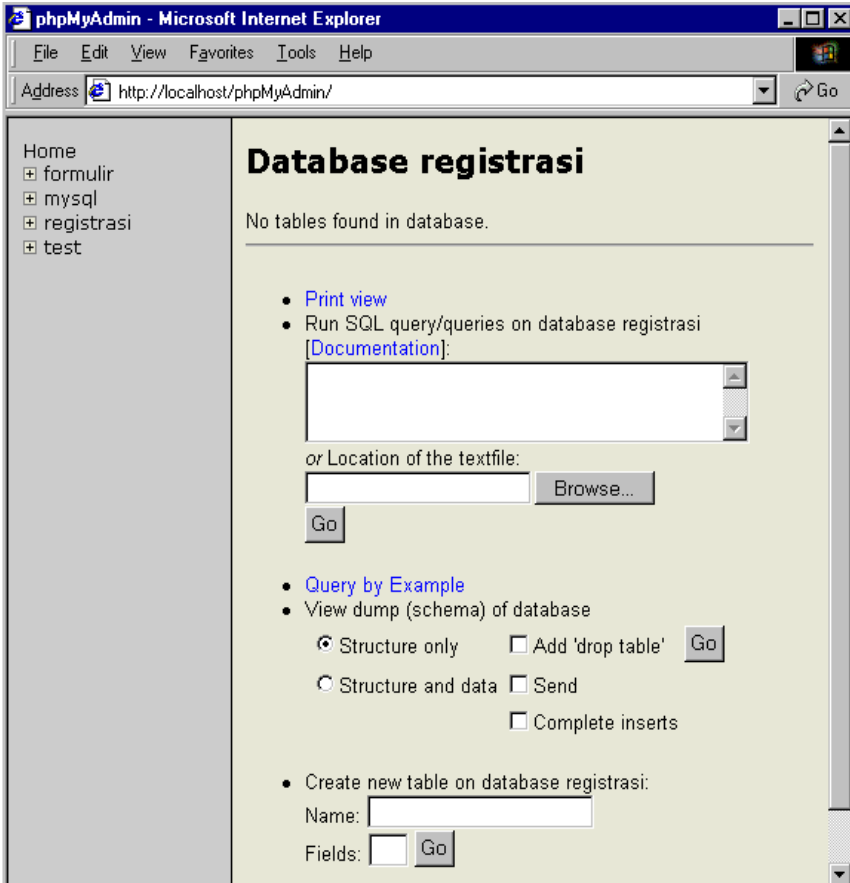 phpMyAdmin - Microsoft Internet Explorer
File Edit View Favorites Tools Help
Address http://localhost/phpMyAdmin/ Go
Home
formulir
mysql
registrasi
test
Database registrasi
No tables found in database.
Print view
Run SQL query/queries on database registrasi
[Documentation]:
or Location of the textfile:
Browse...
Go
Query by Example
View dump (schema) of database
Structure only Add 'drop table' Go
Structure and data Send
Complete inserts
Create new table on database registrasi:
Name:
Fields: Go